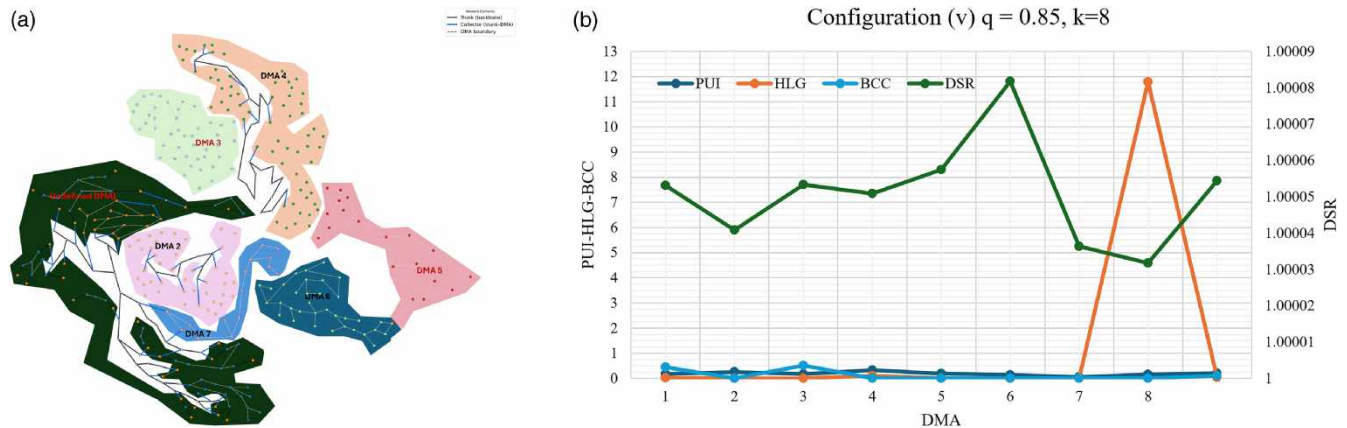 (a)
Network Elements
Trunk (backbone)
Collector (trunk–DMA)
DMA boundary
DMA 4
DMA 3
DMA 2
DMA 5
DMA 6
DMA 7
(b)
Configuration (v) q = 0.85, k=8
PUI
HLG
BCC
DSR
PUI-HLG-BCC
13
12
11
10
9
8
7
6
5
4
3
2
1
0
1.00009
1.00008
1.00007
1.00006
1.00005
1.00004
1.00003
1.00002
1.00001
1
DSR
1 2 3 4 5 6 7 8
DMA